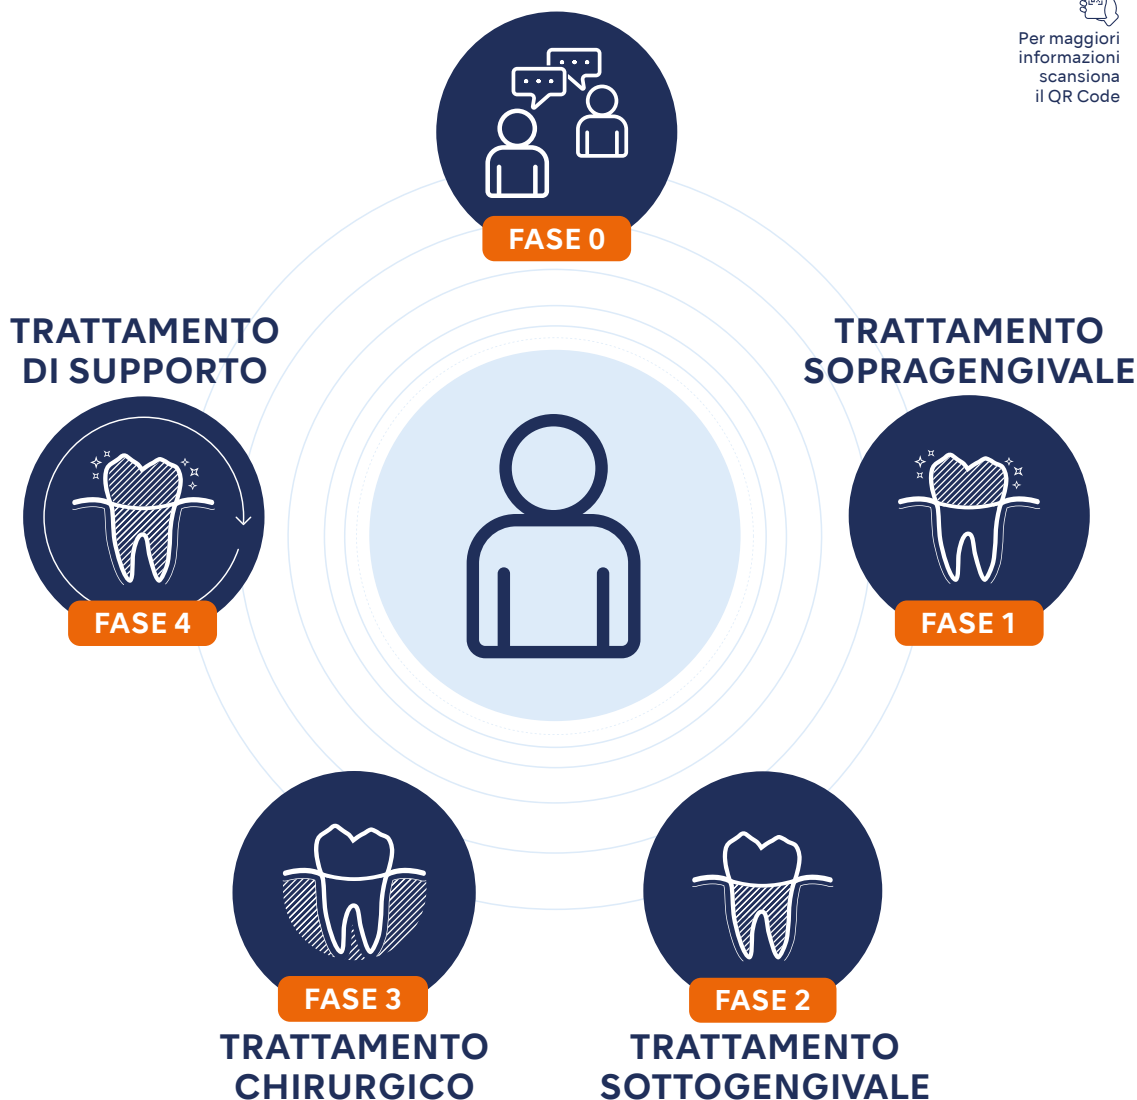 Per maggiori
informazioni
scansiona
il QR Code
FASE 0
TRATTAMENTO
SOPRAGENGIVALE
FASE 1
FASE 2
TRATTAMENTO
SOTTOGENGIVALE
FASE 3
TRATTAMENTO
CHIRURGICO
TRATTAMENTO
DI SUPPORTO
FASE 4